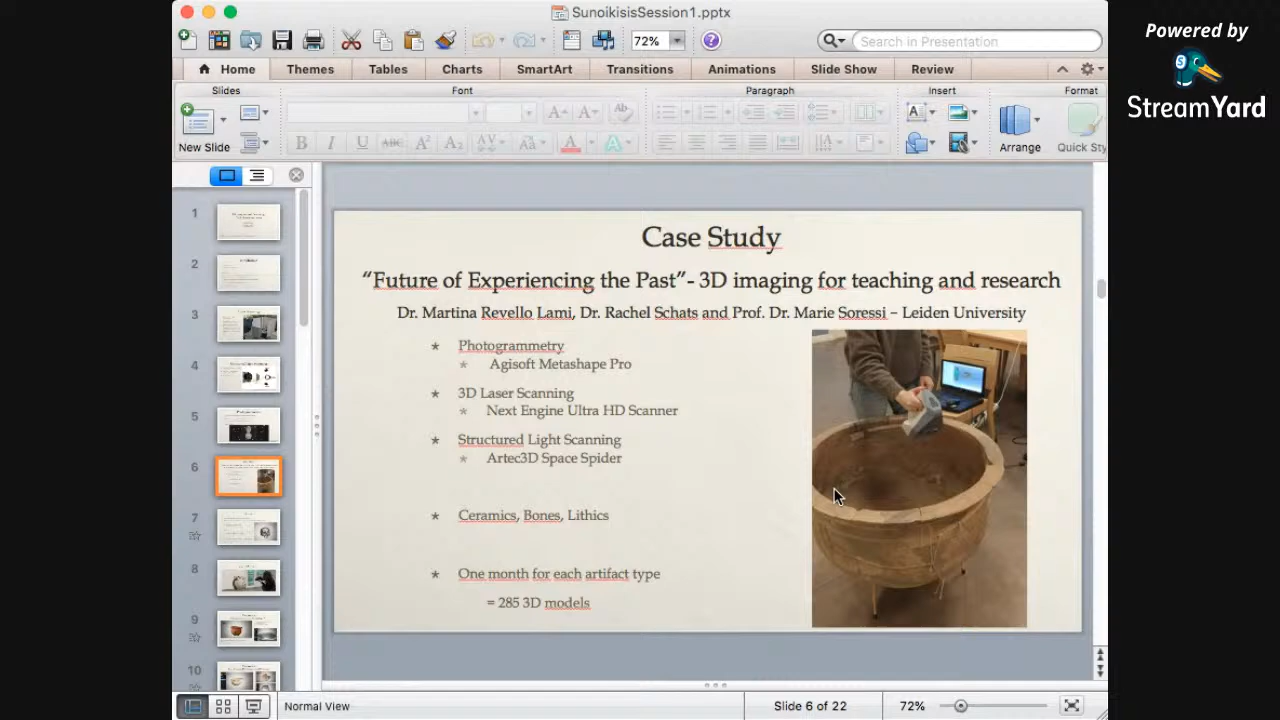 SunoikisisSession1.pptx
Powered by
StreamYard
72%
Search in Presentation
Home Themes Tables Charts SmartArt Transitions Animations Slide Show Review
Slides Font Paragraph Insert Format
New Slide
Arrange
Quick Sty
1
2
3
4
5
6
7
8
9
10
Case Study
“Future of Experiencing the Past”- 3D imaging for teaching and research
Dr. Martina Revello Lami, Dr. Rachel Schats and Prof. Dr. Marie Soressi – Leiden University
* Photogrammetry
* Agisoft Metashape Pro
* 3D Laser Scanning
* Next Engine Ultra HD Scanner
* Structured Light Scanning
* Artec3D Space Spider
* Ceramics, Bones, Lithics
* One month for each artifact type
= 285 3D models
Normal View
Slide 6 of 22
72%